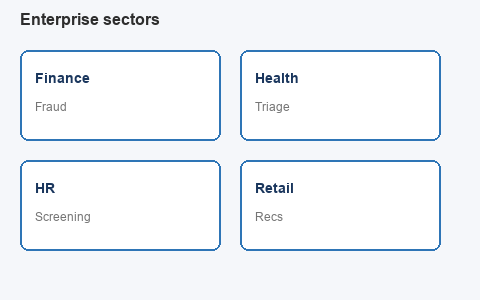 Enterprise sectors
Finance
Fraud
Health
Triage
HR
Screening
Retail
Recs